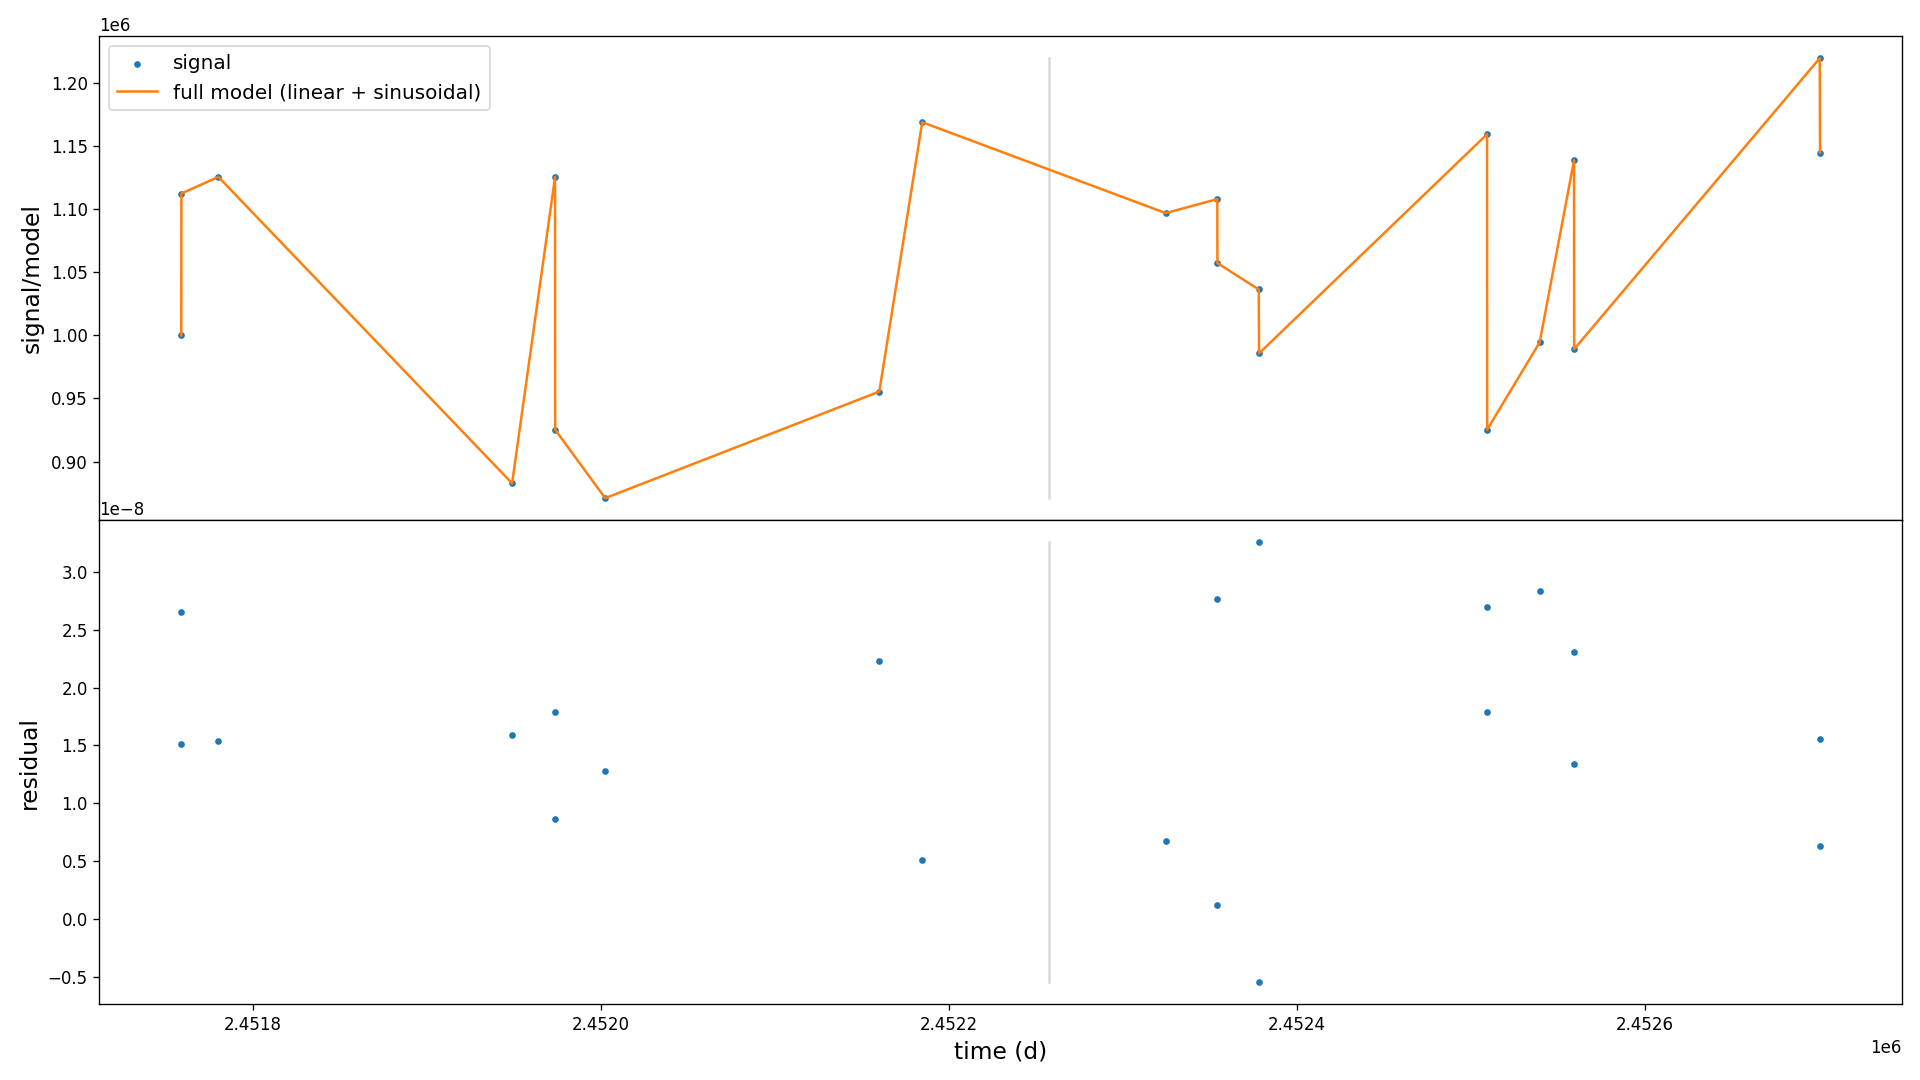 1e6
signal
full model (linear + sinusoidal)
1.20
1.15
1.10
1.05
1.00
0.95
0.90
signal/model
1e−8
3.0
2.5
2.0
1.5
1.0
0.5
0.0
−0.5
residual
2.4518
2.4520
2.4522
2.4524
2.4526
1e6
time (d)